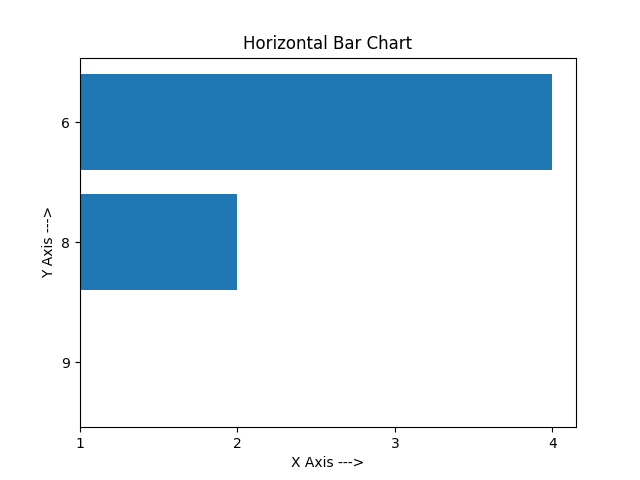 Horizontal Bar Chart
6
8
9
Y Axis --->
1 2 3 4
X Axis --->